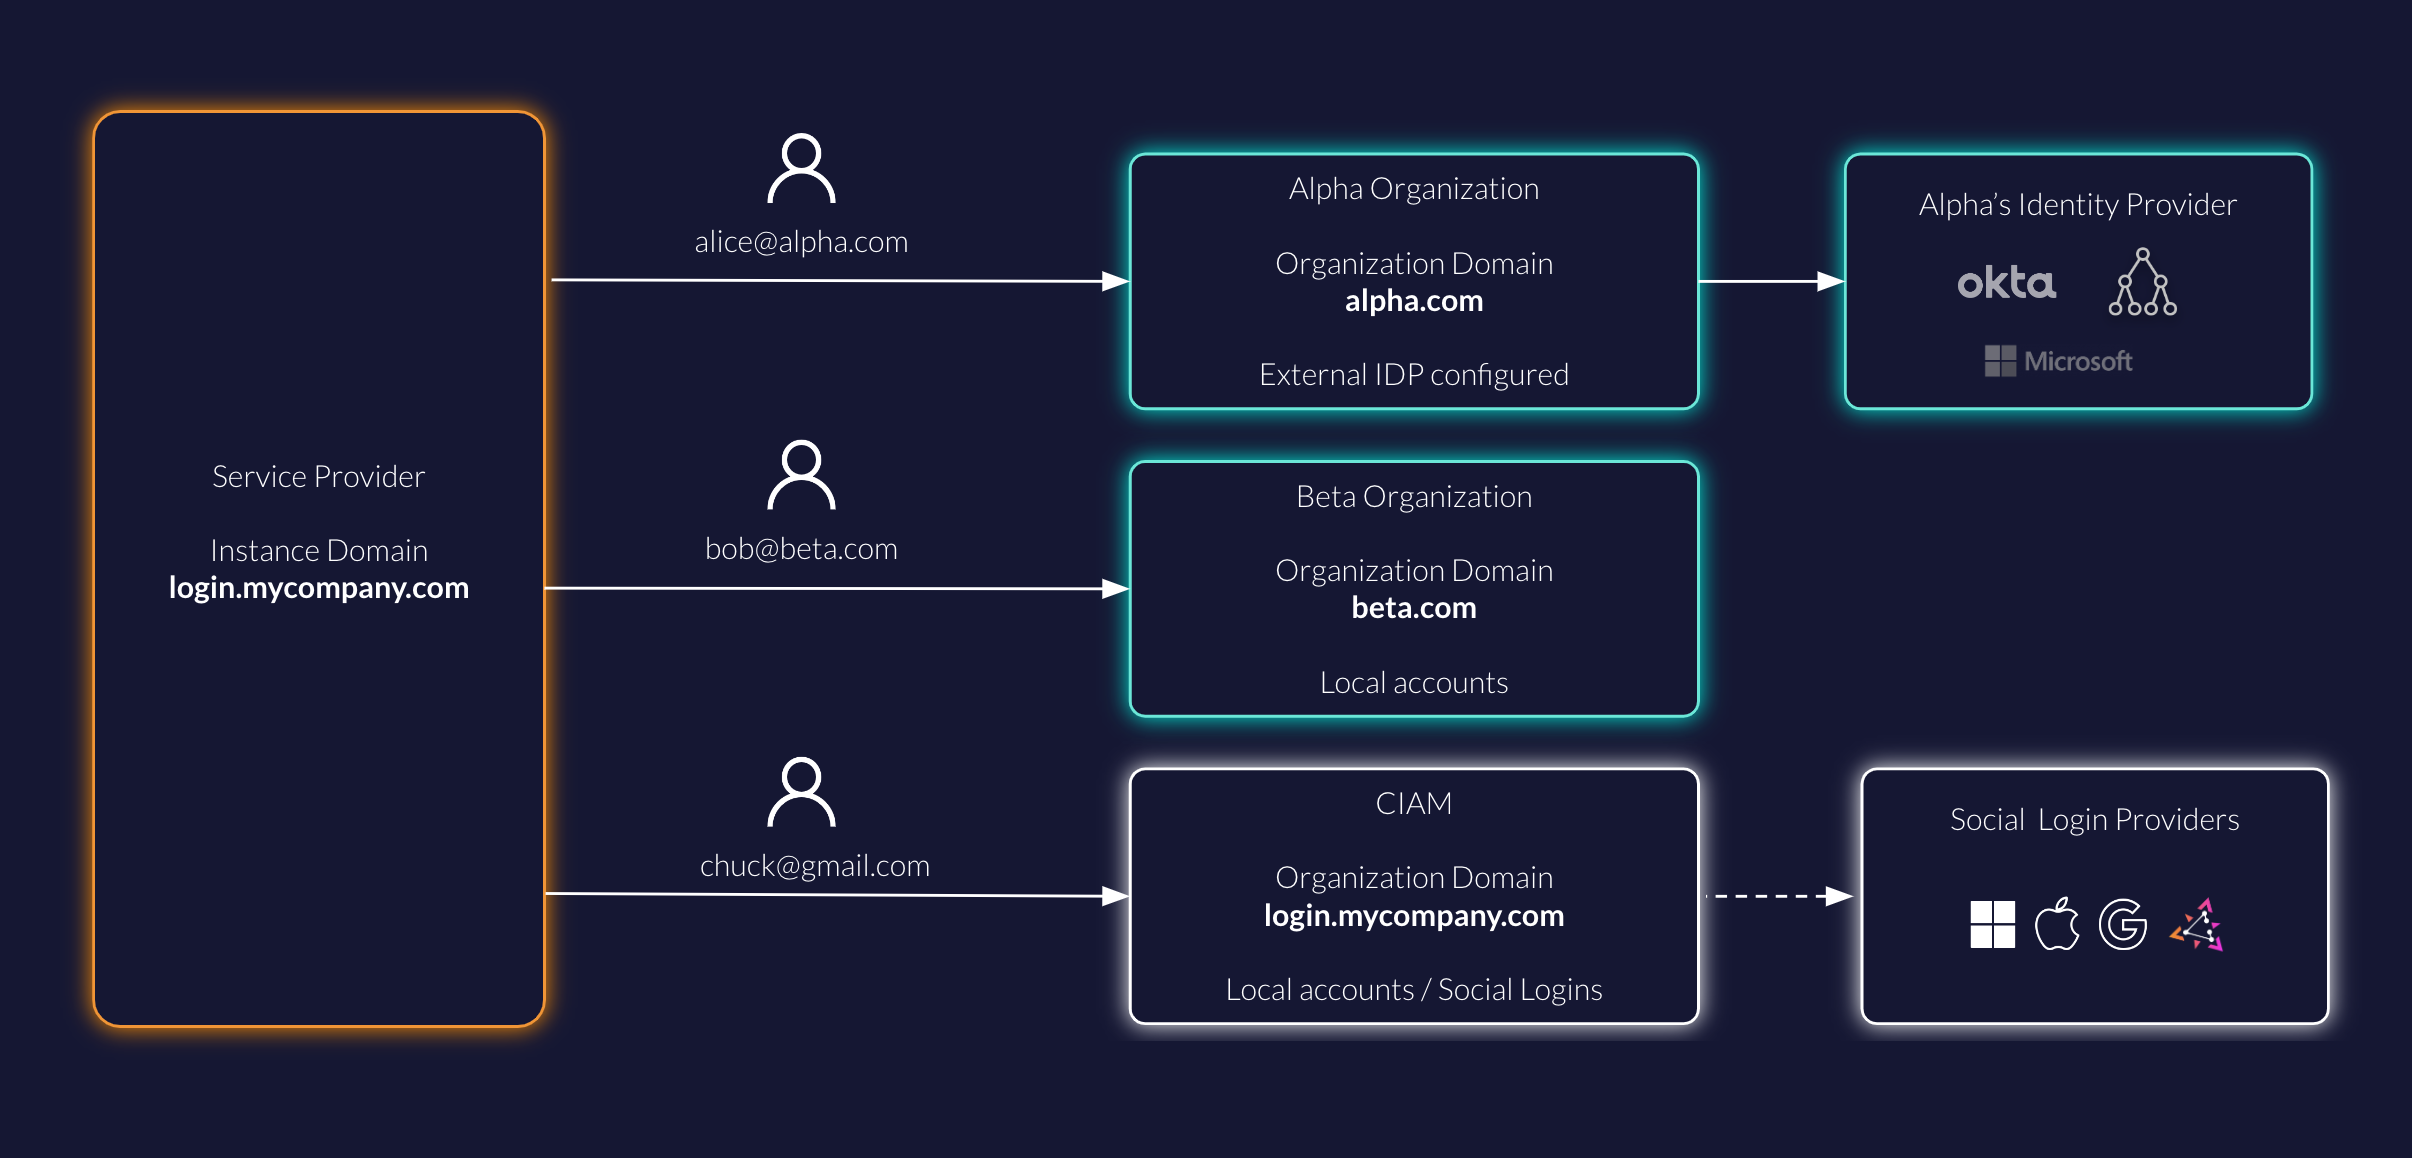 Service Provider
Instance Domain
login.mycompany.com
alice@alpha.com
Alpha Organization
Organization Domain
alpha.com
External IDP configured
Alpha’s Identity Provider
okta
Microsoft
bob@beta.com
Beta Organization
Organization Domain
beta.com
Local accounts
chuck@gmail.com
CIAM
Organization Domain
login.mycompany.com
Local accounts / Social Logins
Social Login Providers